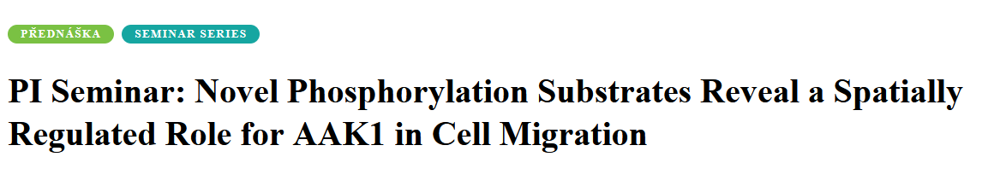 PŘEDNÁŠKA SEMINAR SERIES
PI Seminar: Novel Phosphorylation Substrates Reveal a Spatially
Regulated Role for AAK1 in Cell Migration